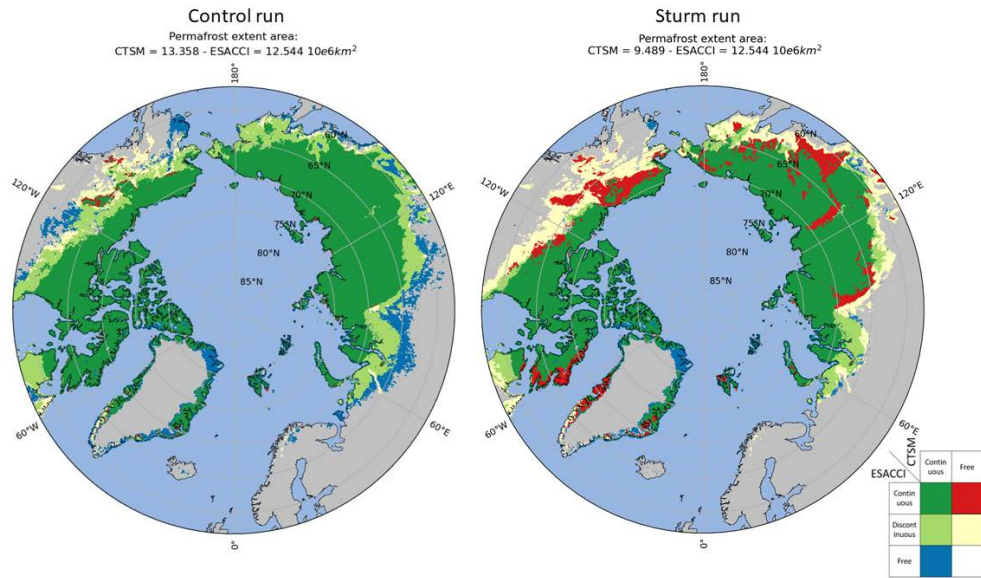 Control run
Permafrost extent area:
CTSM = 13.358 - ESACCI = 12.544 10e6km²
180°
60°N
65°N
70°N
75°N
80°N
85°N
120°W
120°E
60°W
60°E
0°
Sturm run
Permafrost extent area:
CTSM = 9.489 - ESACCI = 12.544 10e6km²
180°
60°N
65°N
70°N
75°N
80°N
85°N
120°W
120°E
60°W
60°E
0°
CTSM
ESACCI
Contin
uous
Free
Contin
uous
Discont
inuous
Free